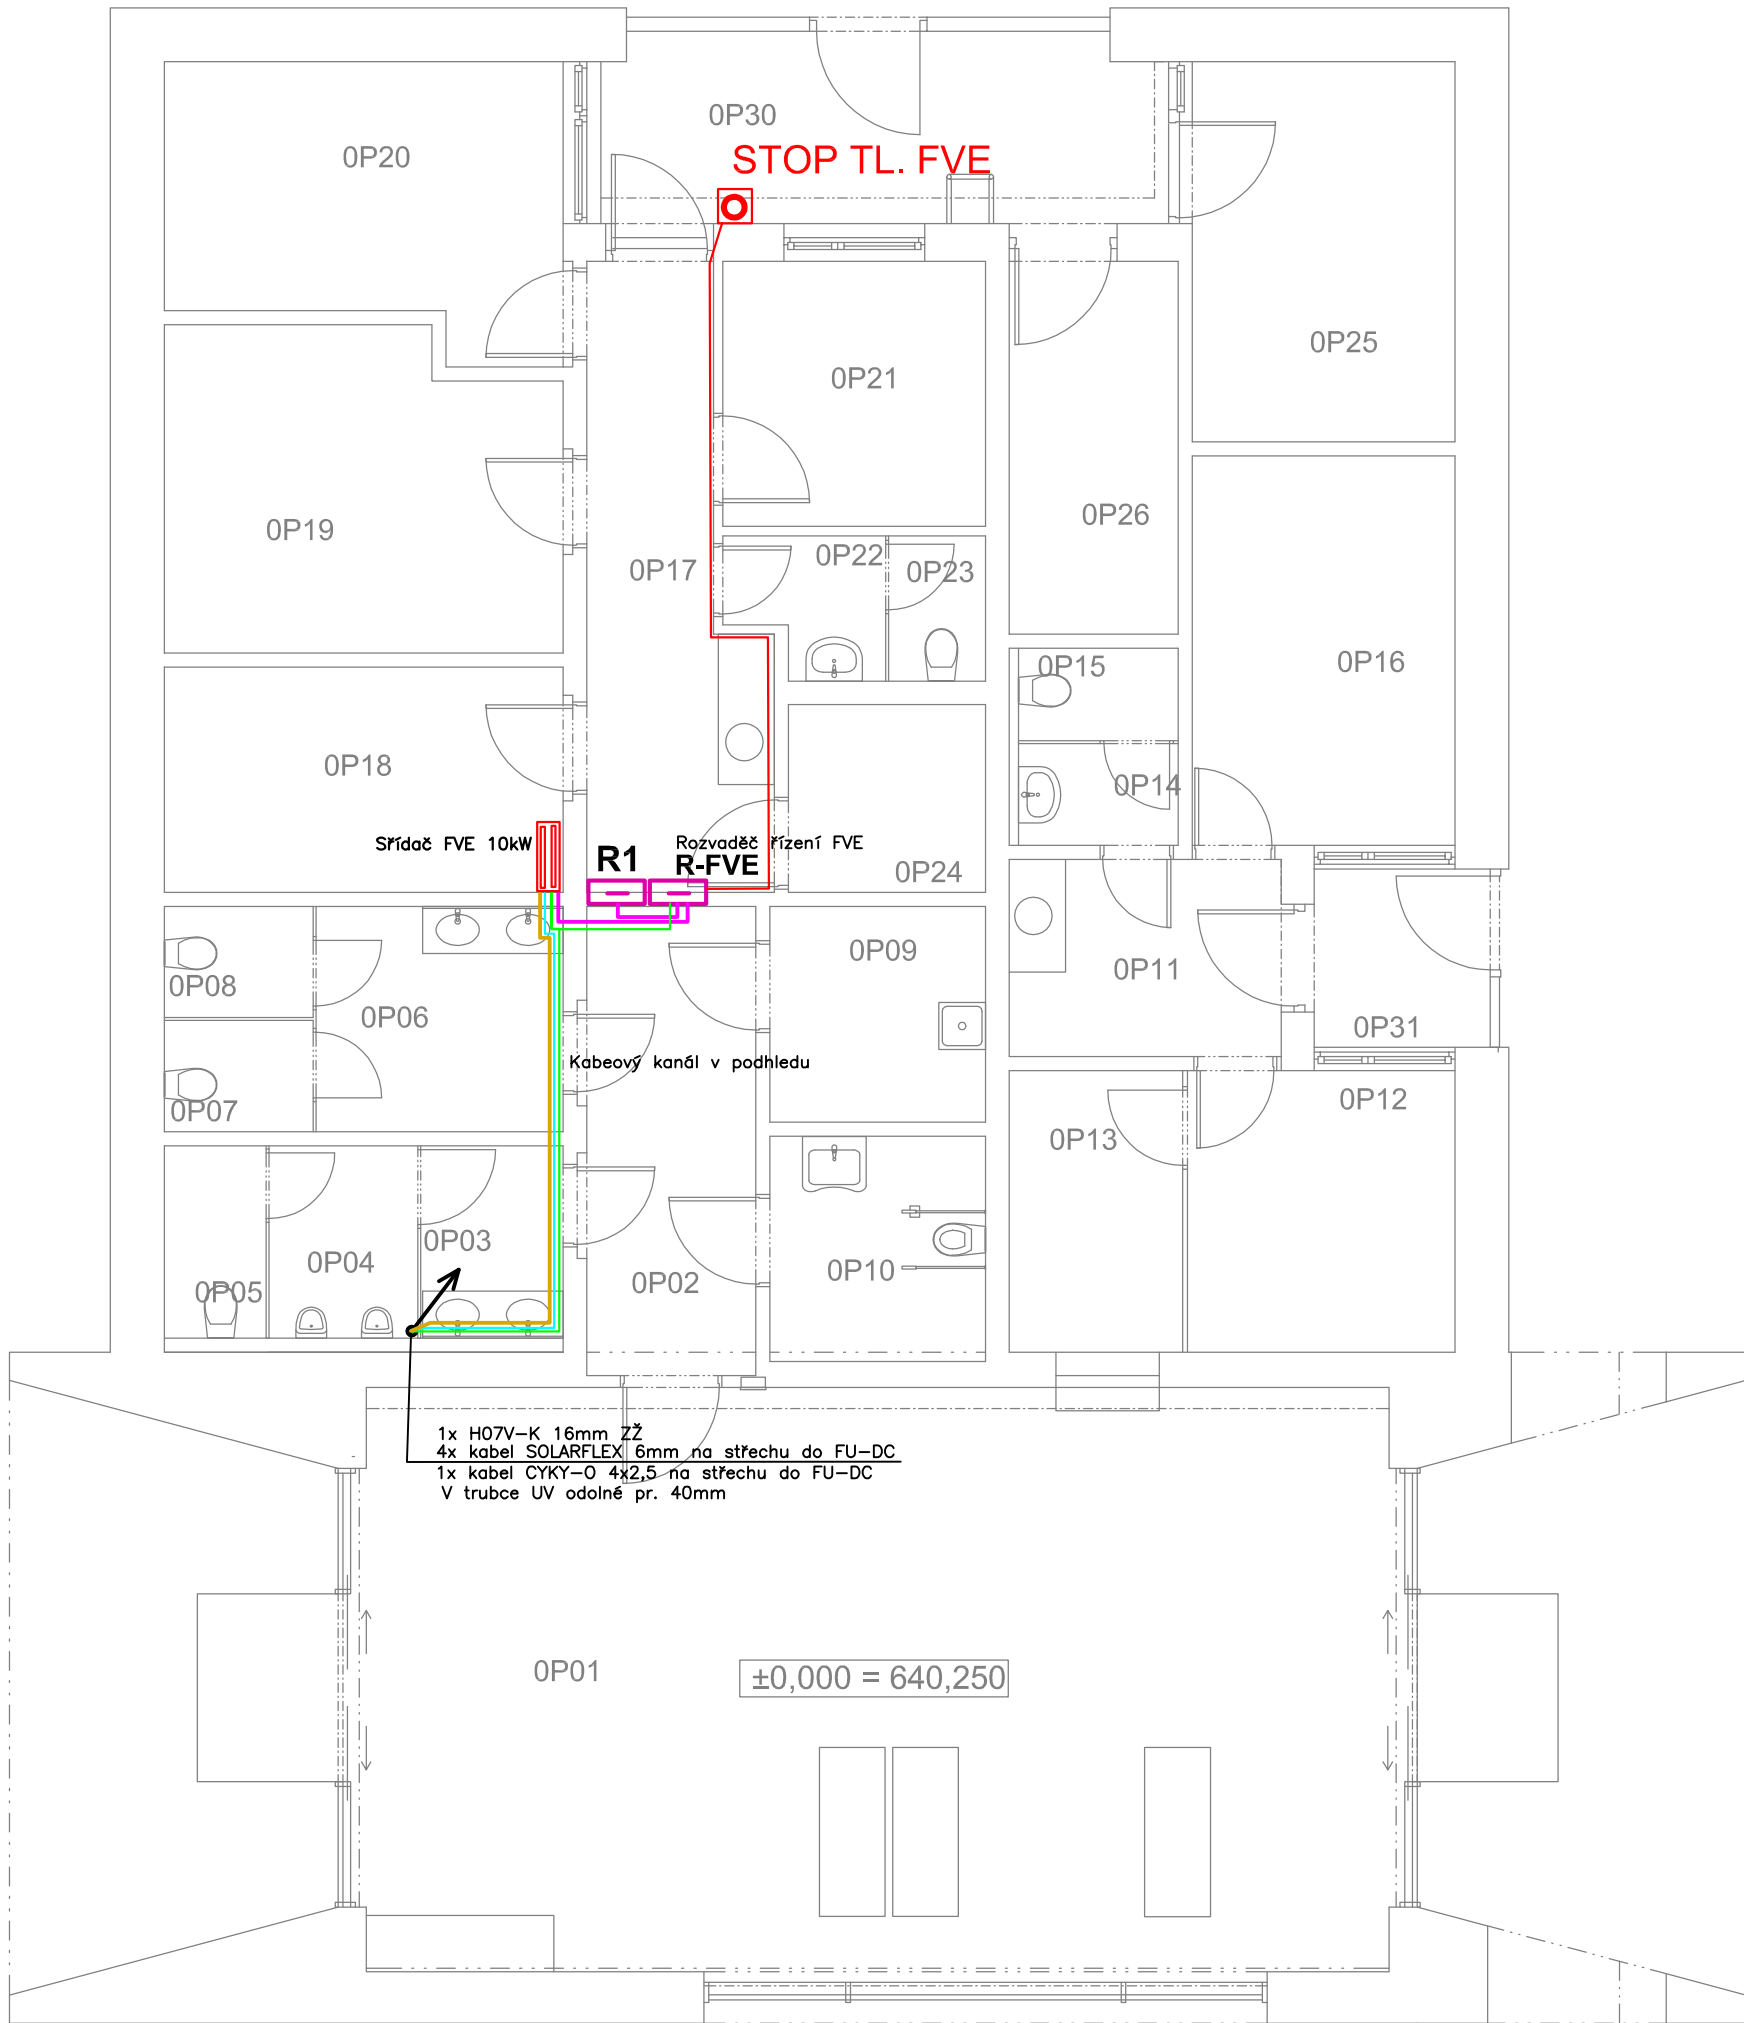 0P30
STOP TL. FVE
0P20
0P25
0P21
0P26
0P19
0P22
0P23
0P17
0P15
0P16
0P18
0P14
Sřídač FVE 10kW
R1
Rozvaděč řízení FVE
R-FVE
0P24
0P09
0P11
0P08
0P06
0P31
Kabeový kanál v podhledu
0P07
0P12
0P13
0P03
0P04
0P05
0P02
0P10
1x H07V-K 16mm ZŽ
4x kabel SOLARFLEX 6mm na střechu do FU-DC
1x kabel CYKY-O 4x2,5 na střechu do FU-DC
V trubce UV odolné pr. 40mm
0P01
±0,000 = 640,250